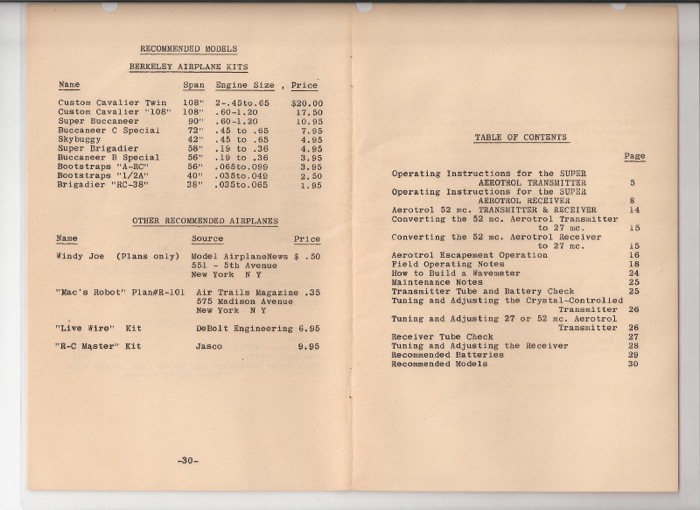 RECOMMENDED MODELS
BERKELEY AIRPLANE KITS
Name Span Engine Size , Price
Custom Cavalier Twin 108" 2-.45to.65 $20.00
Custom Cavalier "108" 108" .60-1.20 17.50
Super Buccaneer 90" .60-1.20 10.95
Buccaneer C Special 72" .45 to .65 7.95
Skybuggy 42" .45 to .65 4.95
Super Brigadier 58" .19 to .36 4.95
Buccaneer B Special 56" .19 to .36 3.95
Bootstraps "A-RC" 56" .065to.099 3.95
Bootstraps "1/2A" 40" .035to.049 2.50
Brigadier "RC-38" 38" .035to.065 1.95
OTHER RECOMMENDED AIRPLANES
Name Source Price
Windy Joe (Plans only) Model AirplaneNews $ .50
551 - 5th Avenue
New York N Y
"Mac's Robot" Plan#R-101 Air Trails Magazine .35
575 Madison Avenue
New York N Y
"Live Wire" Kit DeBolt Engineering 6.95
"R-C Master" Kit Jasco 9.95
-30-
TABLE OF CONTENTS
Page
Operating Instructions for the SUPER
AEROTROL TRANSMITTER 5
Operating Instructions for the SUPER
AEROTROL RECEIVER 8
Aerotrol 52 mc. TRANSMITTER & RECEIVER 14
Converting the 52 mc. Aerotrol Transmitter
to 27 mc. 15
Converting the 52 mc. Aerotrol Receiver
to 27 mc. 15
Aerotrol Escapement Operation 16
Field Operating Notes 18
How to Build a Wavemeter 24
Maintenance Notes 25
Transmitter Tube and Battery Check 25
Tuning and Adjusting the Crystal-Controlled
Transmitter 26
Tuning and Adjusting 27 or 52 mc. Aerotrol
Transmitter 26
Receiver Tube Check 27
Tuning and Adjusting the Receiver 28
Recommended Batteries 29
Recommended Models 30